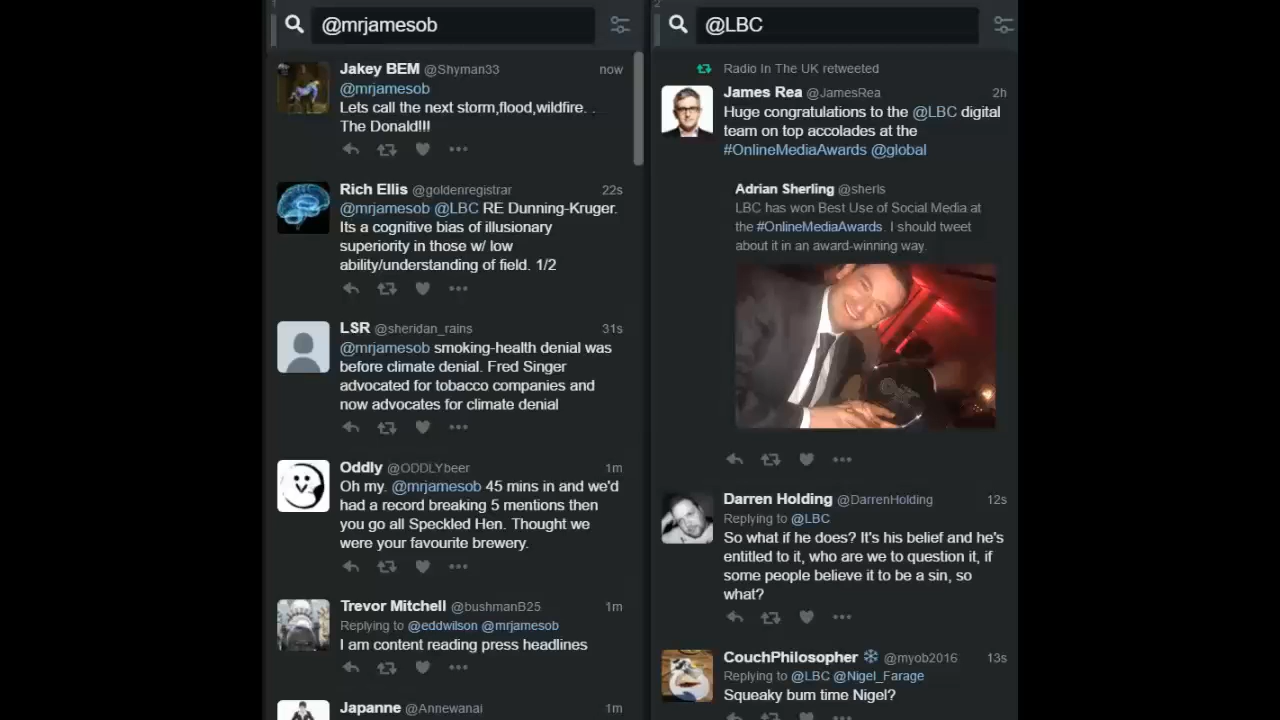 1
@mrjamesob
Jakey BEM @Shyman33 now
@mrjamesob
Lets call the next storm,flood,wildfire. . .
The Donald!!!
Rich Ellis @goldenregistrar 22s
@mrjamesob @LBC RE Dunning-Kruger.
Its a cognitive bias of illusionary
superiority in those w/ low
ability/understanding of field. 1/2
LSR @sheridan_rains 31s
@mrjamesob smoking-health denial was
before climate denial. Fred Singer
advocated for tobacco companies and
now advocates for climate denial
Oddly @ODDLYbeer 1m
Oh my. @mrjamesob 45 mins in and we'd
had a record breaking 5 mentions then
you go all Speckled Hen. Thought we
were your favourite brewery.
Trevor Mitchell @bushmanB25 1m
Replying to @eddwilson @mrjamesob
I am content reading press headlines
Japanne @Annewanai 1m
2
@LBC
Radio In The UK retweeted
James Rea @JamesRea 2h
Huge congratulations to the @LBC digital
team on top accolades at the
#OnlineMediaAwards @global
Adrian Sherling @sherls
LBC has won Best Use of Social Media at
the #OnlineMediaAwards. I should tweet
about it in an award-winning way.
Darren Holding @DarrenHolding 12s
Replying to @LBC
So what if he does? It's his belief and he's
entitled to it, who are we to question it, if
some people believe it to be a sin, so
what?
CouchPhilosopher ❄ @myob2016 13s
Replying to @LBC @Nigel_Farage
Squeaky bum time Nigel?